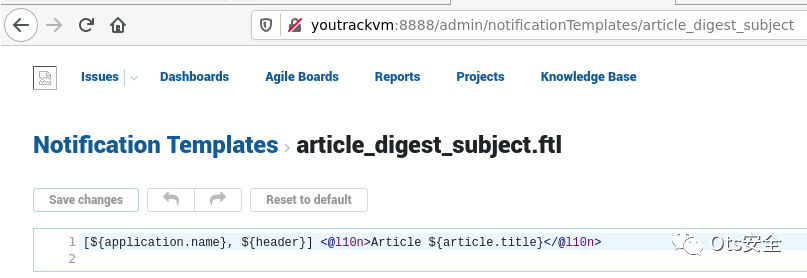 youtrackvm:8888/admin/notificationTemplates/article_digest_subject
Issues Dashboards Agile Boards Reports Projects Knowledge Base
Notification Templates › article_digest_subject.ftl
Save changes Reset to default
1 [${application.name}, ${header}] <@l10n>Article ${article.title}</@l10n>
2
Ots安全